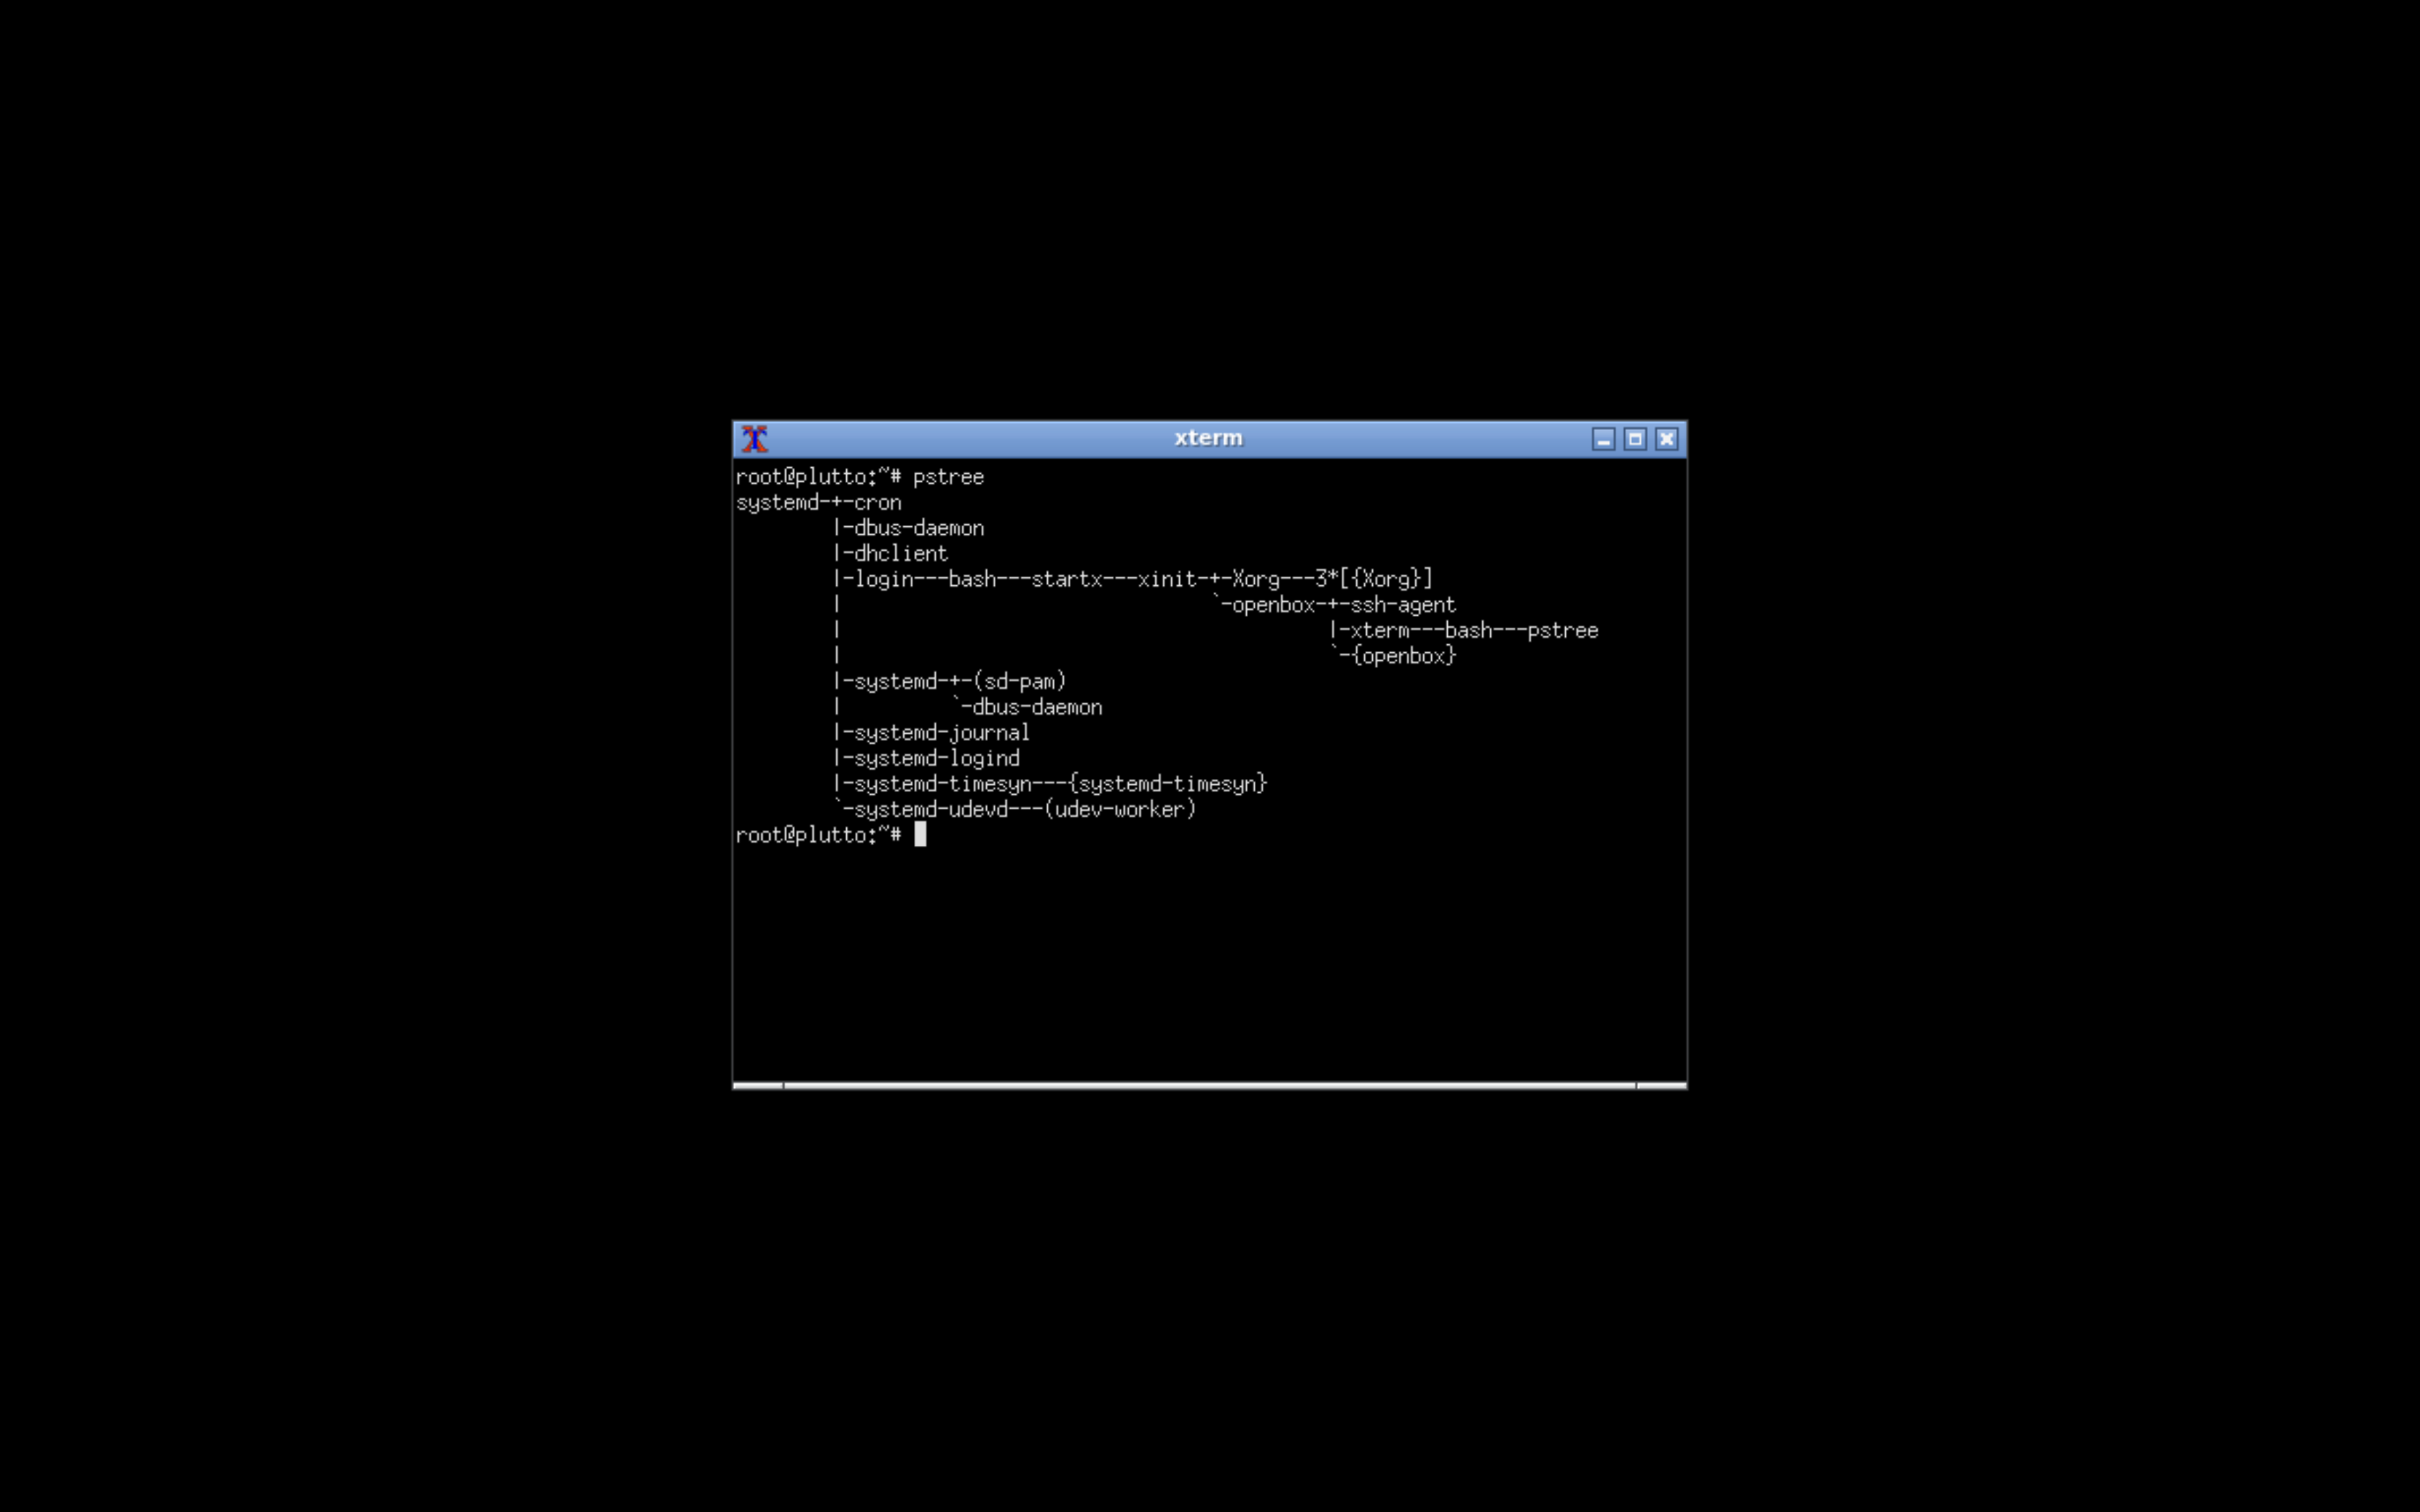 xterm
root@plutto:~# pstree
systemd-+-cron
        |-dbus-daemon
        |-dhclient
        |-login---bash---startx---xinit-+-Xorg---3*[{Xorg}]
        |                               `-openbox-+-ssh-agent
        |                                         |-xterm---bash---pstree
        |                                         `-{openbox}
        |-systemd-+-(sd-pam)
        |         `-dbus-daemon
        |-systemd-journal
        |-systemd-logind
        |-systemd-timesyn---{systemd-timesyn}
        `-systemd-udevd---(udev-worker)
root@plutto:~#